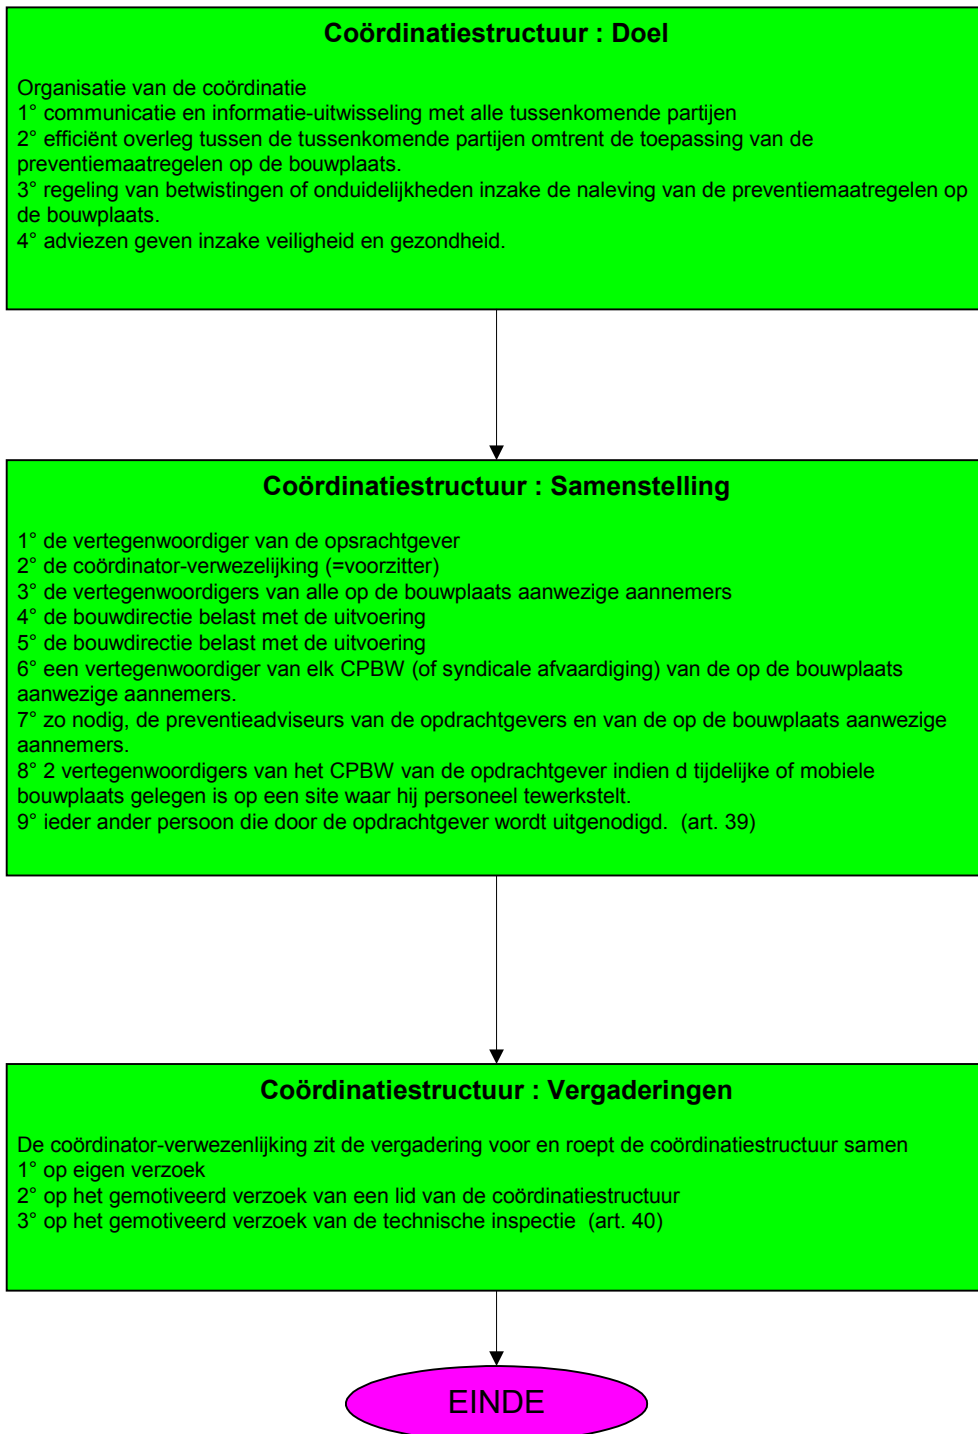 Coördinatiestructuur : Doel
Organisatie van de coördinatie
1° communicatie en informatie-uitwisseling met alle tussenkomende partijen
2° efficiënt overleg tussen de tussenkomende partijen omtrent de toepassing van de
preventiemaatregelen op de bouwplaats.
3° regeling van betwistingen of onduidelijkheden inzake de naleving van de preventiemaatregelen op
de bouwplaats.
4° adviezen geven inzake veiligheid en gezondheid.
Coördinatiestructuur : Samenstelling
1° de vertegenwoordiger van de opsrachtgever
2° de coördinator-verwezelijking (=voorzitter)
3° de vertegenwoordigers van alle op de bouwplaats aanwezige aannemers
4° de bouwdirectie belast met de uitvoering
5° de bouwdirectie belast met de uitvoering
6° een vertegenwoordiger van elk CPBW (of syndicale afvaardiging) van de op de bouwplaats
aanwezige aannemers.
7° zo nodig, de preventieadviseurs van de opdrachtgevers en van de op de bouwplaats aanwezige
aannemers.
8° 2 vertegenwoordigers van het CPBW van de opdrachtgever indien d tijdelijke of mobiele
bouwplaats gelegen is op een site waar hij personeel tewerkstelt.
9° ieder ander persoon die door de opdrachtgever wordt uitgenodigd.  (art. 39)
Coördinatiestructuur : Vergaderingen
De coördinator-verwezenlijking zit de vergadering voor en roept de coördinatiestructuur samen
1° op eigen verzoek
2° op het gemotiveerd verzoek van een lid van de coördinatiestructuur
3° op het gemotiveerd verzoek van de technische inspectie  (art. 40)
EINDE